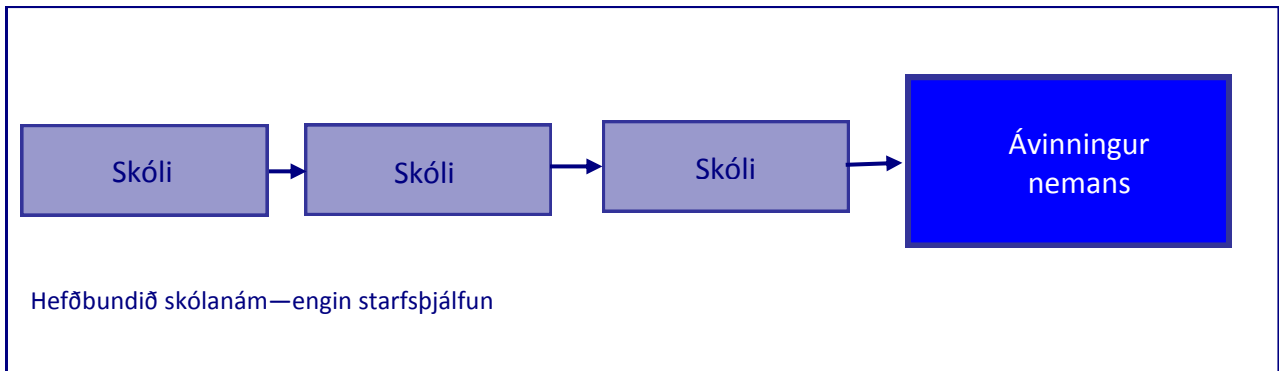 Skóli
Skóli
Skóli
Ávinningur
nemans
Hefðbundið skólanám—engin starfsþjálfun